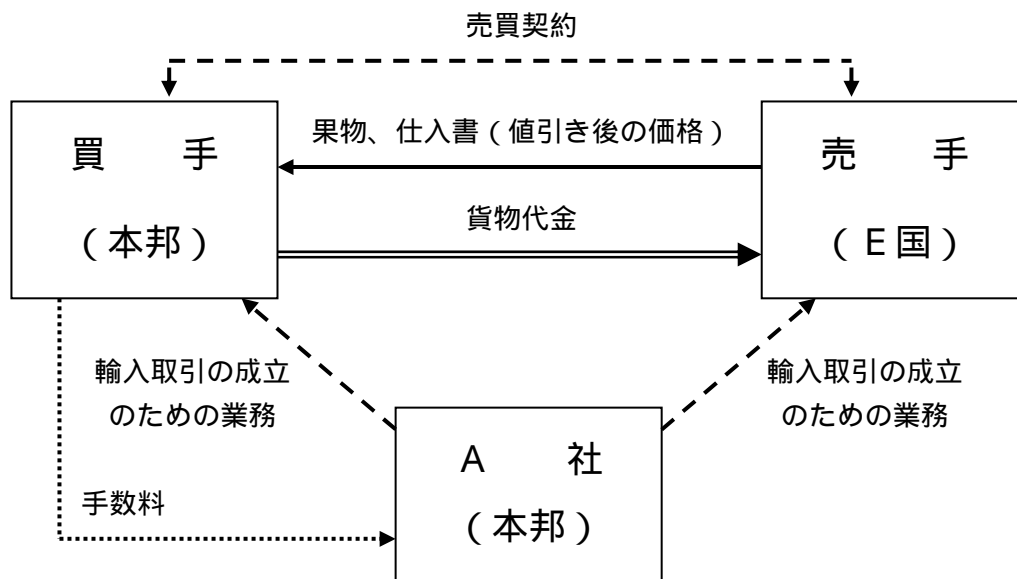 売買契約
果物、仕入書（値引き後の価格）
買　　手
（本邦）
売　　手
（Ｅ国）
貨物代金
輸入取引の成立
のための業務
輸入取引の成立
のための業務
Ａ　　社
（本邦）
手数料